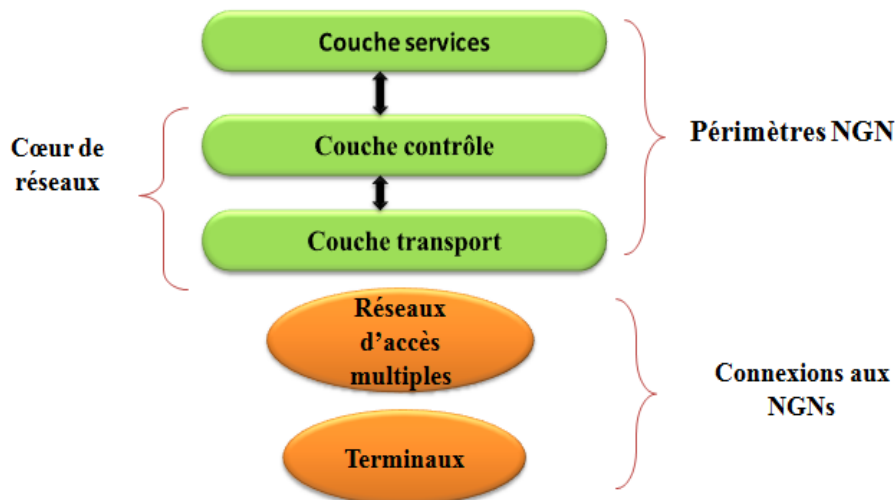 Couche services
Couche contrôle
Couche transport
Cœur de
réseaux
Périmètres NGN
Réseaux
d'accès
multiples
Terminaux
Connexions aux
NGNs